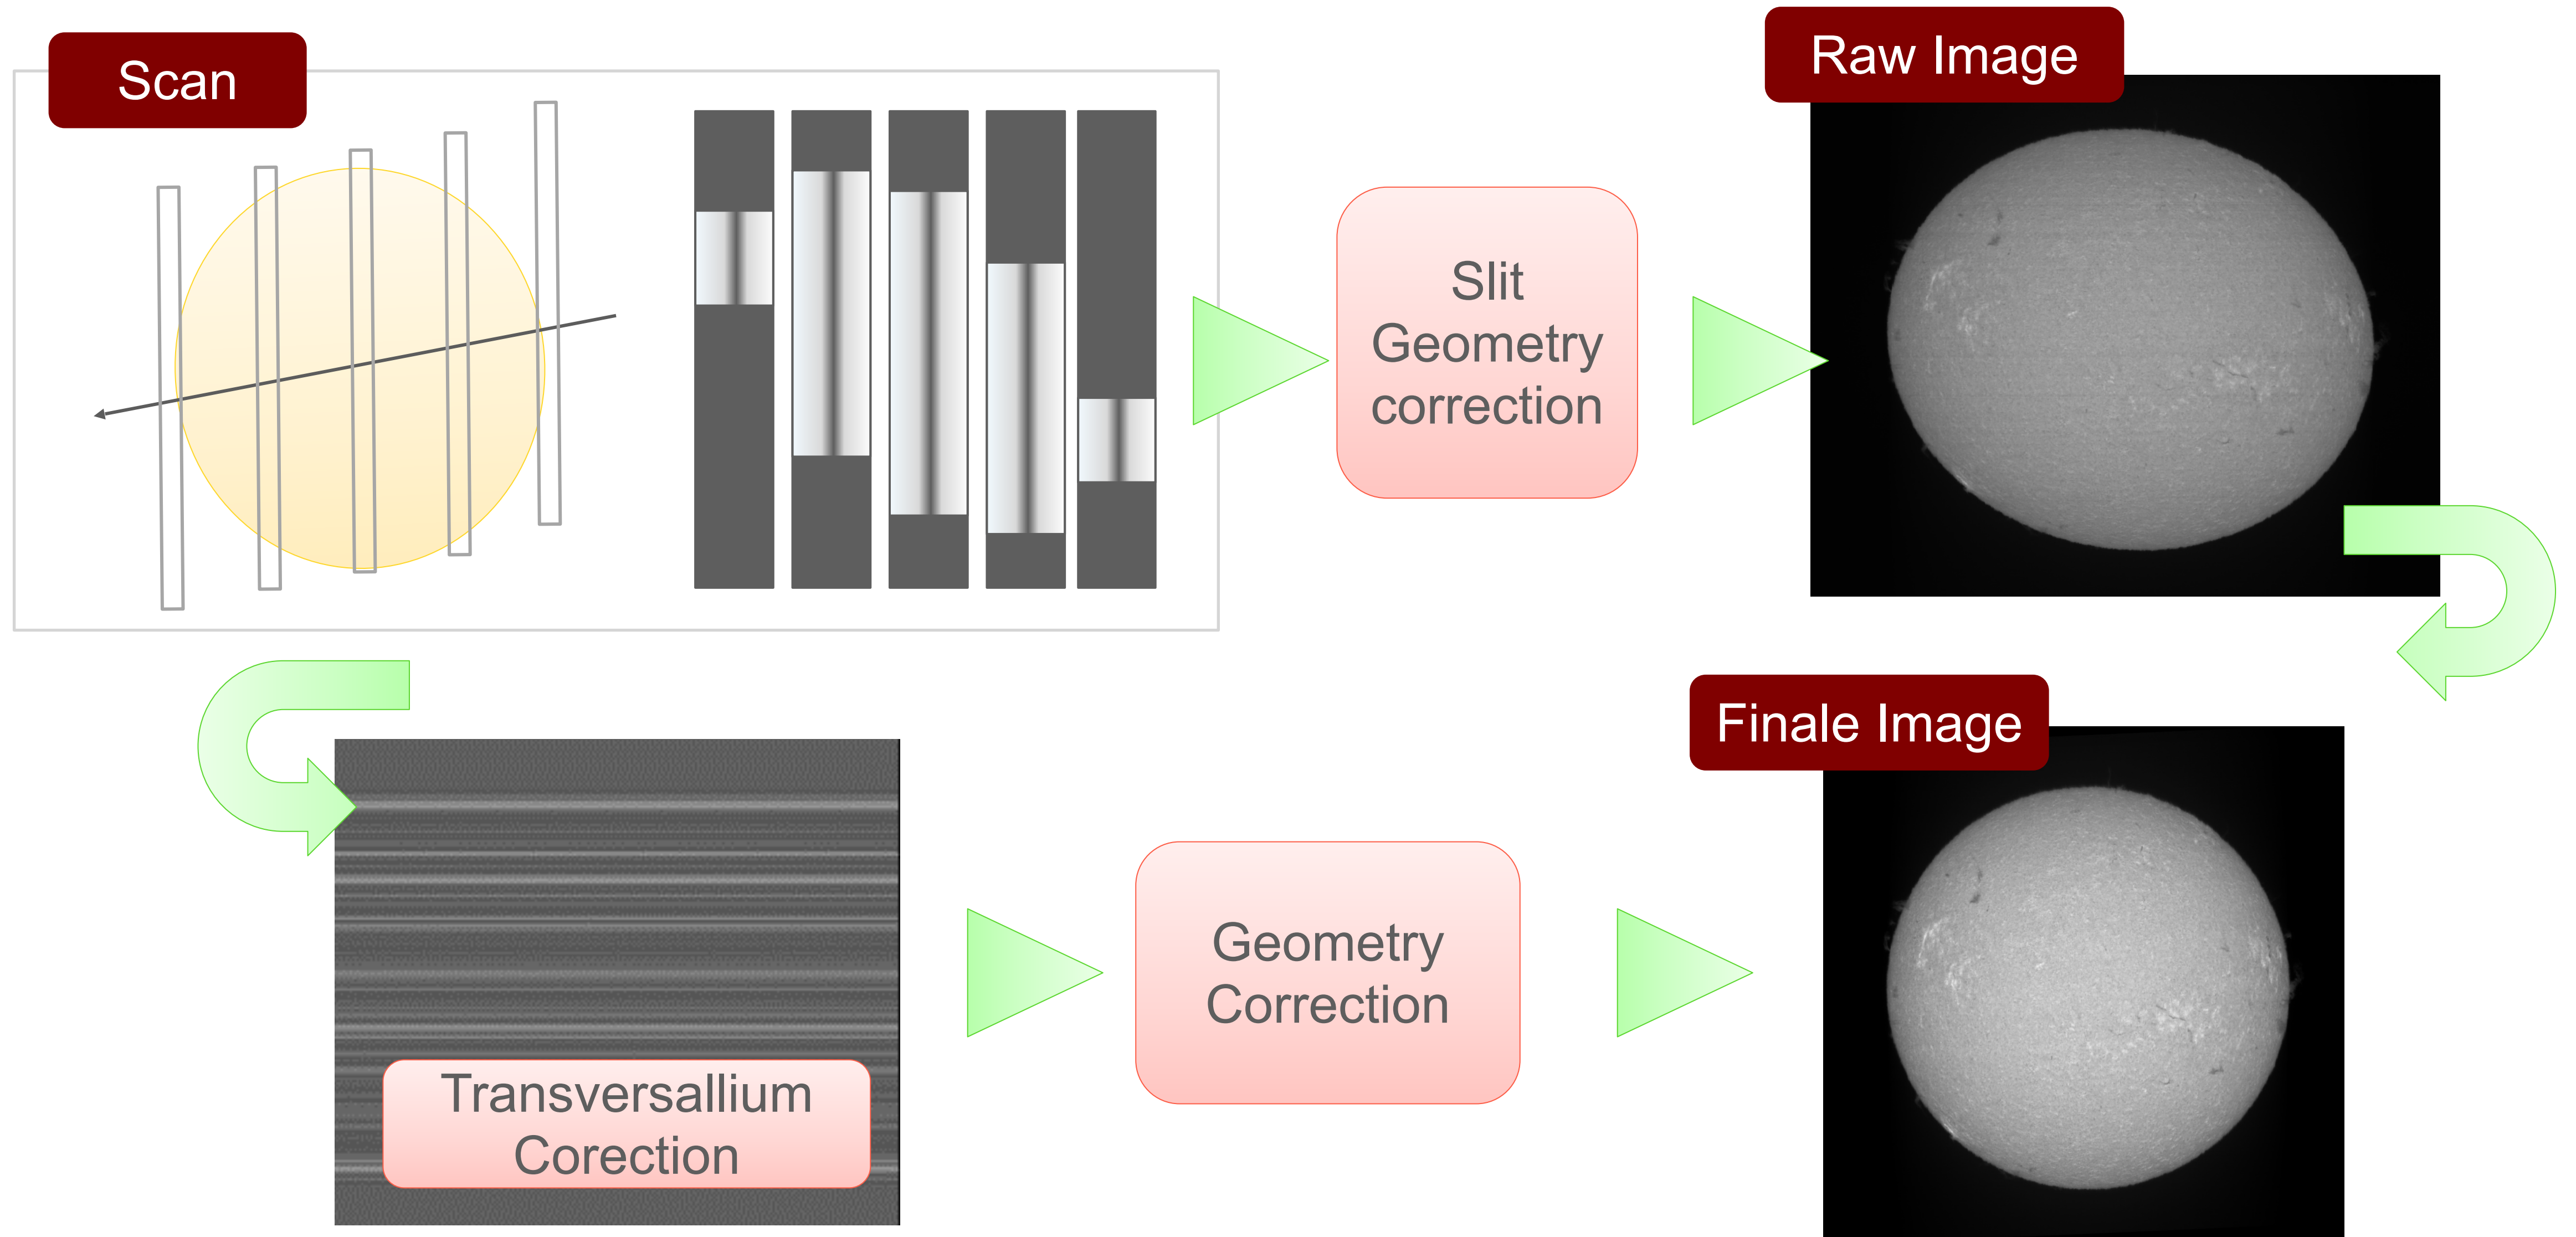 Scan
Raw Image
Slit
Geometry
correction
Finale Image
Geometry
Correction
Transversallium
Corection